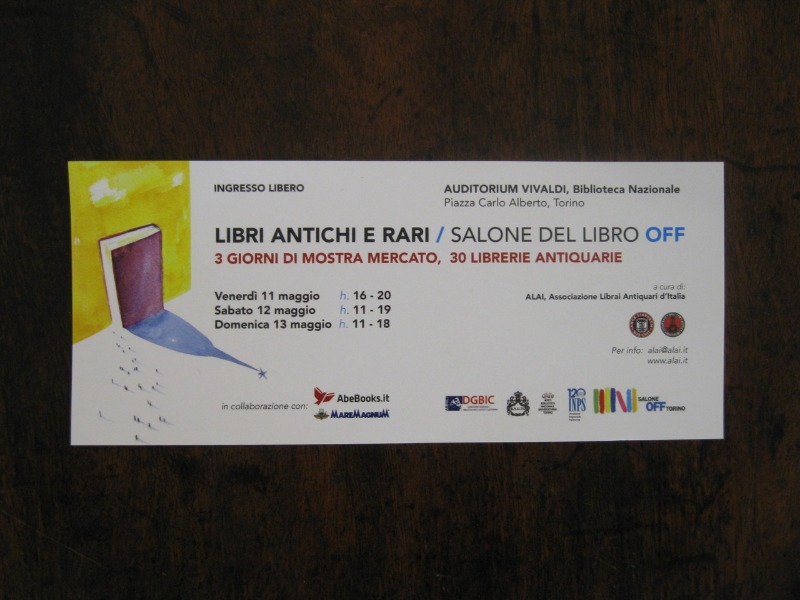 INGRESSO LIBERO
AUDITORIUM VIVALDI, Biblioteca Nazionale
Piazza Carlo Alberto, Torino
LIBRI ANTICHI E RARI / SALONE DEL LIBRO OFF
3 GIORNI DI MOSTRA MERCATO, 30 LIBRERIE ANTIQUARIE
Venerdì 11 maggio h. 16 - 20
Sabato 12 maggio h. 11 - 19
Domenica 13 maggio h. 11 - 18
a cura di:
ALAI, Associazione Librai Antiquari d'Italia
Per info: alai@alai.it
www.alai.it
in collaborazione con:
AbeBooks.it
MAREMAGNUM
DGBIC
120
INPS
SALONE
OFF TORINO